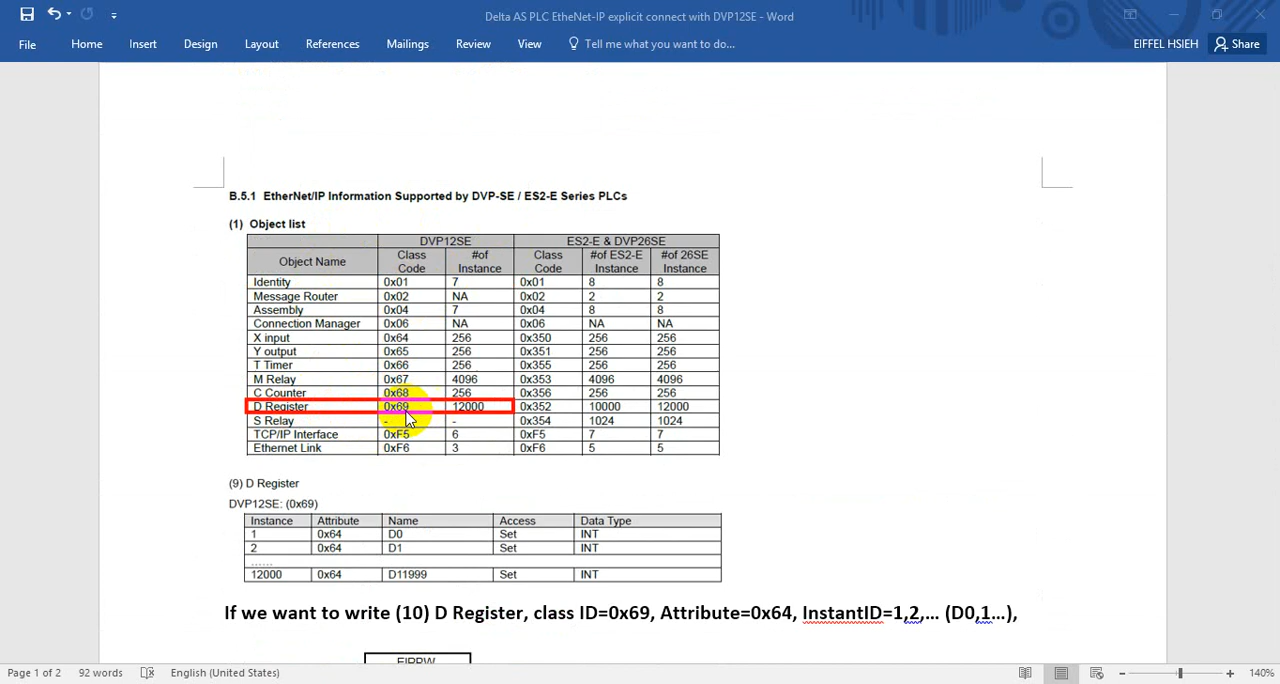 Delta AS PLC EtheNet-IP explicit connect with DVP12SE - Word
File Home Insert Design Layout References Mailings Review View Tell me what you want to do... EIFFEL HSIEH Share
B.5.1 EtherNet/IP Information Supported by DVP-SE / ES2-E Series PLCs
(1) Object list
DVP12SE ES2-E & DVP26SE
Object Name Class Code #of Instance Class Code #of ES2-E Instance #of 26SE Instance
Identity 0x01 7 0x01 8 8
Message Router 0x02 NA 0x02 2 2
Assembly 0x04 7 0x04 8 8
Connection Manager 0x06 NA 0x06 NA NA
X input 0x64 256 0x350 256 256
Y output 0x65 256 0x351 256 256
T Timer 0x66 256 0x355 256 256
M Relay 0x67 4096 0x353 4096 4096
C Counter 0x68 256 0x356 256 256
D Register 0x69 12000 0x352 10000 12000
S Relay - - 0x354 1024 1024
TCP/IP Interface 0xF5 6 0xF5 7 7
Ethernet Link 0xF6 3 0xF6 5 5
(9) D Register
DVP12SE: (0x69)
Instance Attribute Name Access Data Type
1 0x64 D0 Set INT
2 0x64 D1 Set INT
......
12000 0x64 D11999 Set INT
If we want to write (10) D Register, class ID=0x69, Attribute=0x64, InstantID=1,2,... (D0,1...),
EIPRW
Page 1 of 2 92 words English (United States) 140%